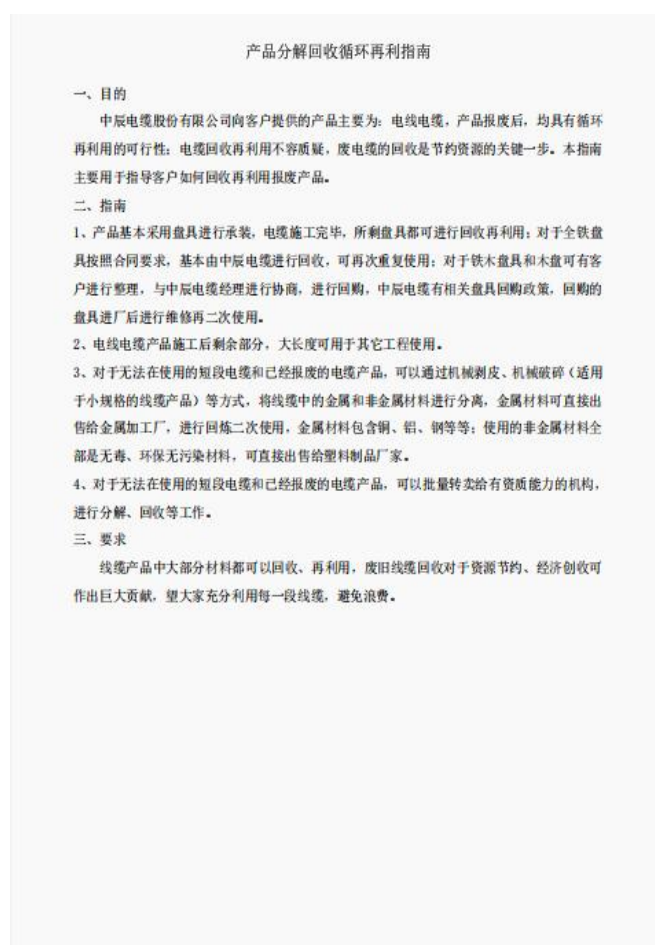 产品分解回收循环再利指南
一、目的
中辰电缆股份有限公司向客户提供的产品主要为：电线电缆，产品报废后，均具有循环
再利用的可行性；电缆回收再利用不容质疑，废电缆的回收是节约资源的关键一步。本指南
主要用于指导客户如何回收再利用报废产品。
二、指南
1、产品基本采用盘具进行承装，电缆施工完毕，所剩盘具都可进行回收再利用；对于全铁盘
具按照合同要求，基本由中辰电缆进行回收，可再次重复使用；对于铁木盘具和木盘可有客
户进行整理，与中辰电缆经理进行协商，进行回购，中辰电缆有相关盘具回购政策，回购的
盘具进厂后进行维修再二次使用。
2、电线电缆产品施工后剩余部分，大长度可用于其它工程使用。
3、对于无法在使用的短段电缆和已经报废的电缆产品，可以通过机械剥皮、机械破碎（适用
于小规格的线缆产品）等方式，将线缆中的金属和非金属材料进行分离，金属材料可直接出
售给金属加工厂，进行回炼二次使用，金属材料包含铜、铝、钢等等；使用的非金属材料全
部是无毒、环保无污染材料，可直接出售给塑料制品厂家。
4、对于无法在使用的短段电缆和已经报废的电缆产品，可以批量转卖给有资质能力的机构，
进行分解、回收等工作。
三、要求
线缆产品中大部分材料都可以回收、再利用，废旧线缆回收对于资源节约、经济创收可
作出巨大贡献，望大家充分利用每一段线缆，避免浪费。